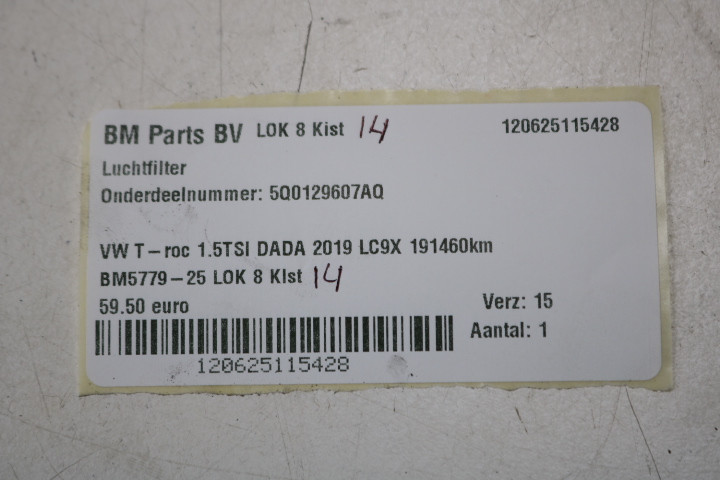 BM Parts BV LOK 8 Kist 14 120625115428
Luchtfilter
Onderdeelnummer: 5Q0129607AQ
VW T-roc 1.5TSI DADA 2019 LC9X 191460km
BM5779-25 LOK 8 KIst 14
59.50 euro Verz: 15
Aantal: 1
120625115428